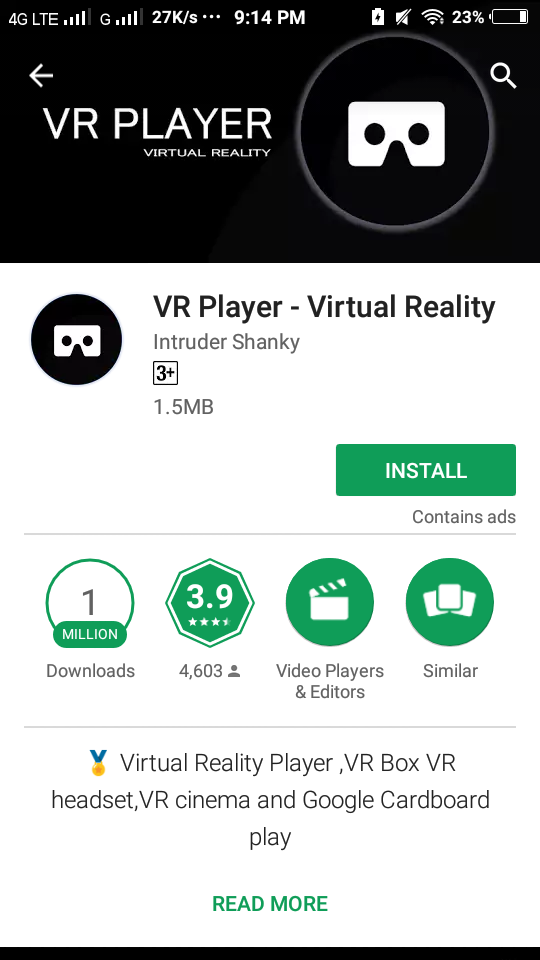 4G LTE G 27K/s ··· 9:14 PM 23%
VR PLAYER
VIRTUAL REALITY
VR Player - Virtual Reality
Intruder Shanky
3+
1.5MB
INSTALL
Contains ads
1
MILLION
3.9
Downloads
4,603
Video Players
& Editors
Similar
Virtual Reality Player ,VR Box VR
headset,VR cinema and Google Cardboard
play
READ MORE